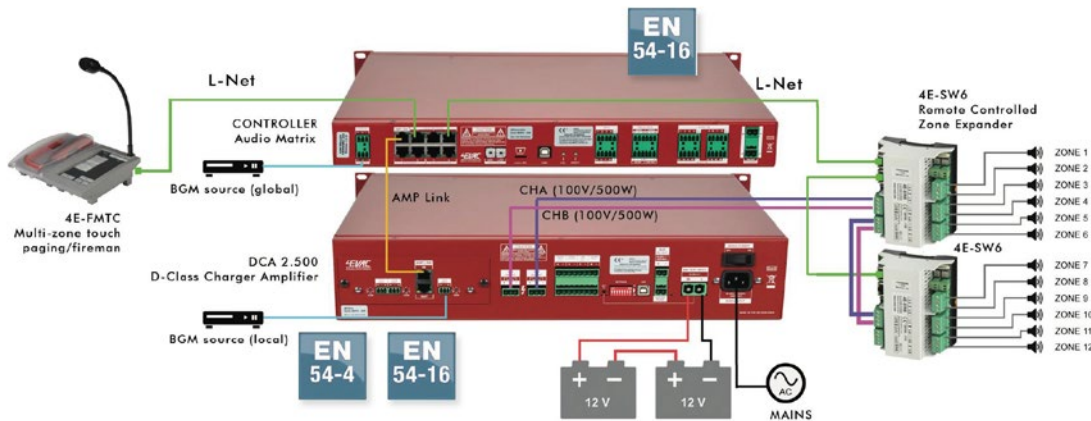 EN
54-16
L-Net
L-Net
CONTROLLER
Audio Matrix
4E-SW6
Remote Controlled
Zone Expander
ZONE 1
ZONE 2
ZONE 3
ZONE 4
ZONE 5
ZONE 6
BGM source (global)
AMP Link
CHA (100V/500W)
CHB (100V/500W)
4E-FMTC
Multi-zone touch
paging/fireman
DCA 2.500
D-Class Charger Amplifier
4EVAC
4E-SW6
ZONE 7
ZONE 8
ZONE 9
ZONE 10
ZONE 11
ZONE 12
BGM source (local)
EN
54-4
EN
54-16
+ −
12 V
+ −
12 V
AC
MAINS